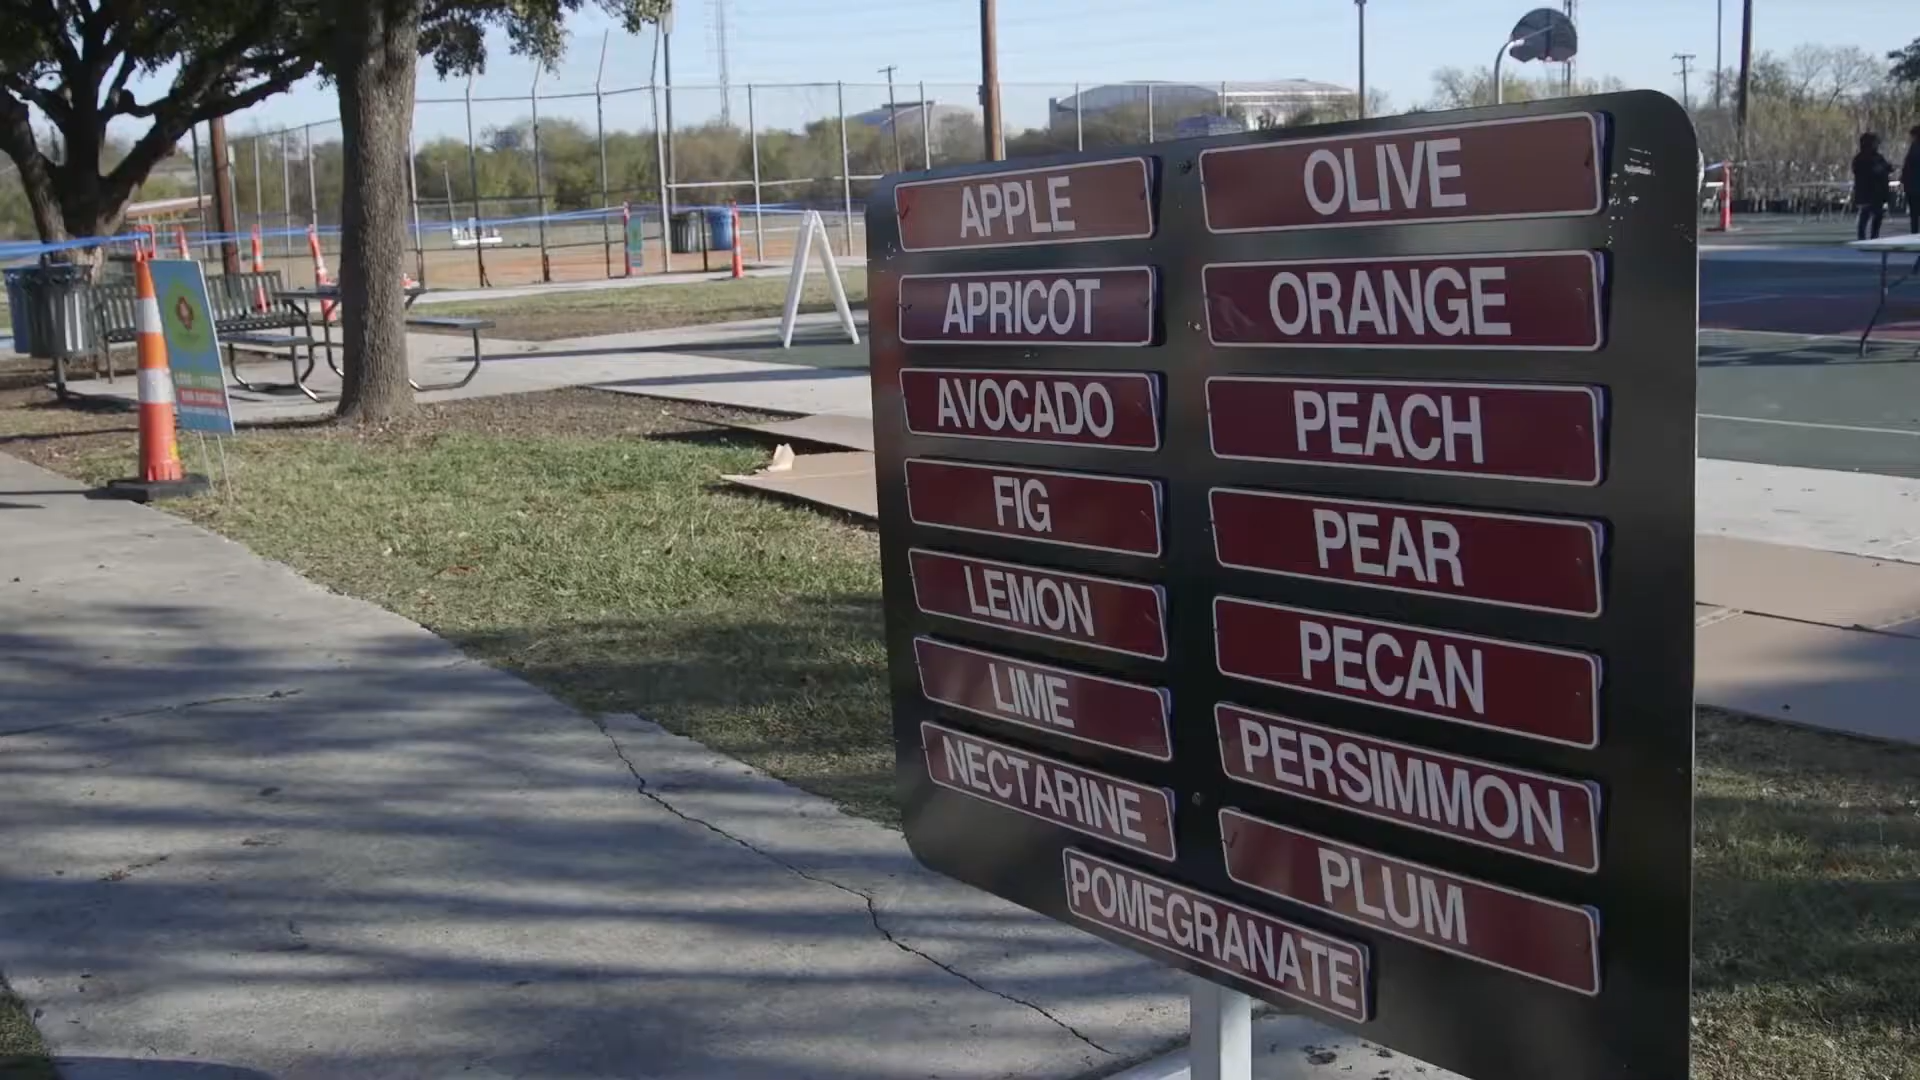 APPLE
APRICOT
AVOCADO
FIG
LEMON
LIME
NECTARINE
OLIVE
ORANGE
PEACH
PEAR
PECAN
PERSIMMON
PLUM
POMEGRANATE